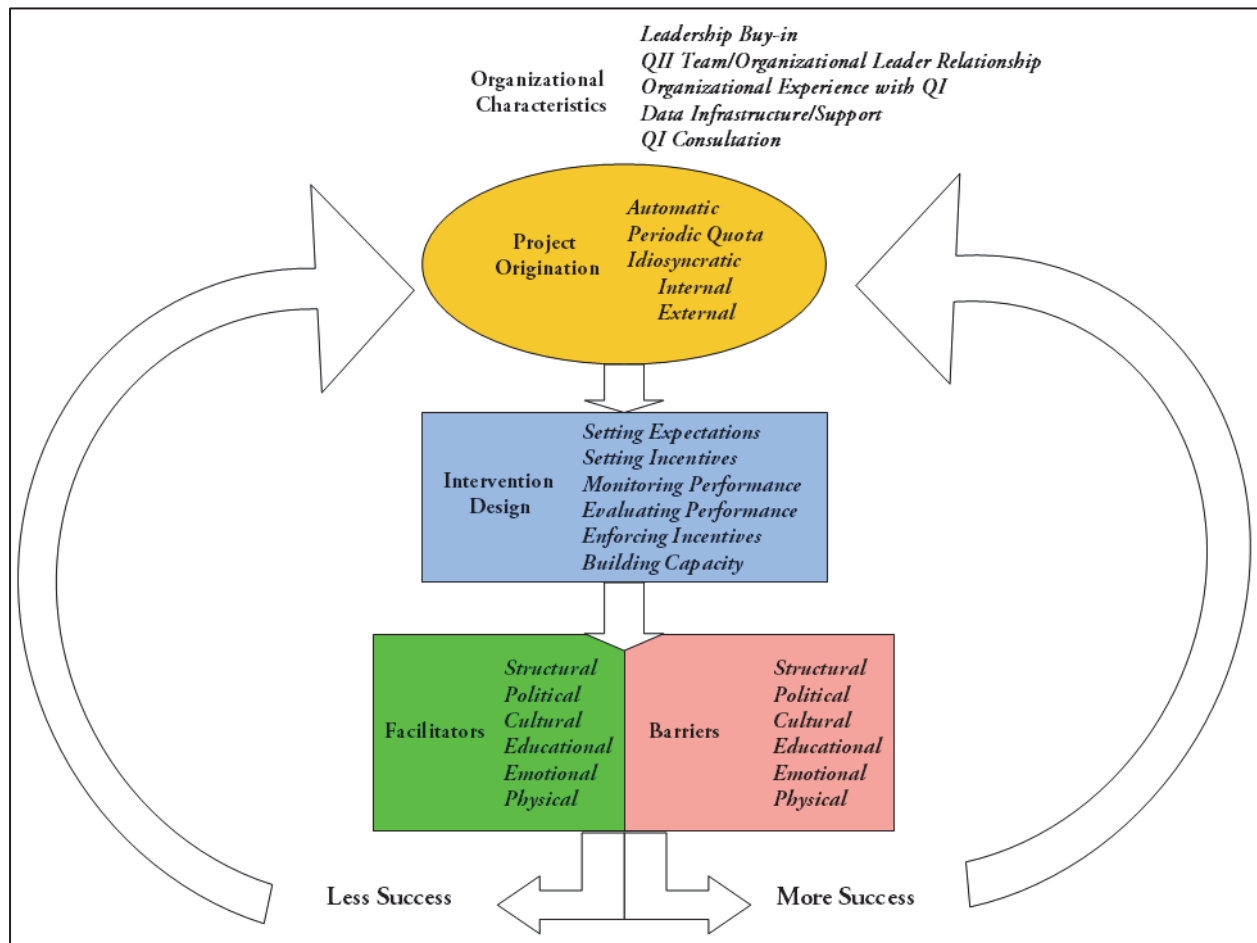 Organizational
Characteristics
Leadership Buy-in
QII Team/Organizational Leader Relationship
Organizational Experience with QI
Data Infrastructure/Support
QI Consultation
Project
Origination
Automatic
Periodic Quota
Idiosyncratic
Internal
External
Intervention
Design
Setting Expectations
Setting Incentives
Monitoring Performance
Evaluating Performance
Enforcing Incentives
Building Capacity
Facilitators
Structural
Political
Cultural
Educational
Emotional
Physical
Barriers
Structural
Political
Cultural
Educational
Emotional
Physical
Less Success
More Success